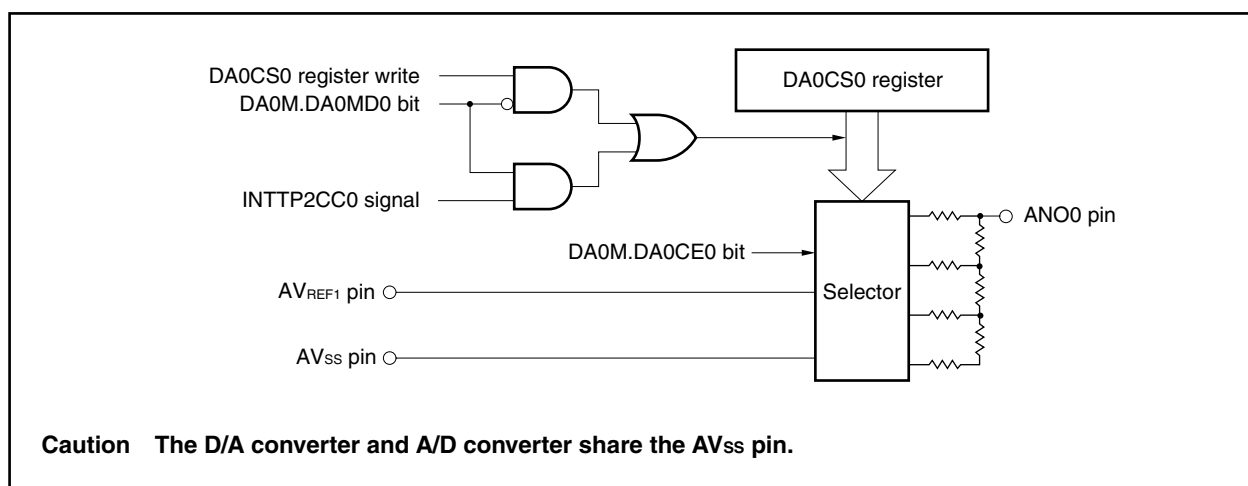 DA0CS0 register write
DA0M.DA0MD0 bit
INTTP2CC0 signal
DA0CS0 register
DA0M.DA0CE0 bit
AVREF1 pin
AVSS pin
Selector
ANO0 pin
Caution The D/A converter and A/D converter share the AVSS pin.